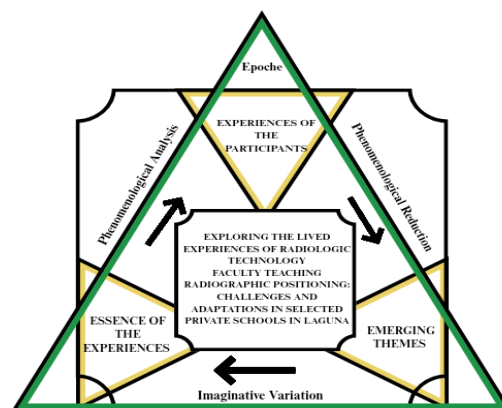 Epoche
EXPERIENCES OF
THE
PARTICIPANTS
Phenomenological Analysis
Phenomenological Reduction
EXPLORING THE LIVED
EXPERIENCES OF RADIOLOGIC
TECHNOLOGY
FACULTY TEACHING
RADIOGRAPHIC POSITIONING:
CHALLENGES AND
ADAPTATIONS IN SELECTED
PRIVATE SCHOOLS IN LAGUNA
ESSENCE OF
THE
EXPERIENCES
EMERGING
THEMES
Imaginative Variation